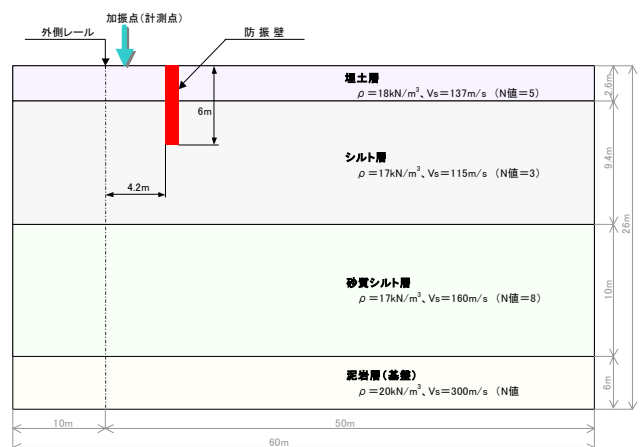 加振点(計測点)
外側レール
防 振 壁
埋土層
ρ＝18kN/m³、Vs＝137m/s （N値＝5）
2.6m
6m
シルト層
ρ＝17kN/m³、Vs＝115m/s （N値＝3）
9.4m
4.2m
26m
砂質シルト層
ρ＝17kN/m³、Vs＝160m/s （N値＝8）
10m
泥岩層(基盤)
ρ＝20kN/m³、Vs＝300m/s （N値
6m
10m
50m
60m